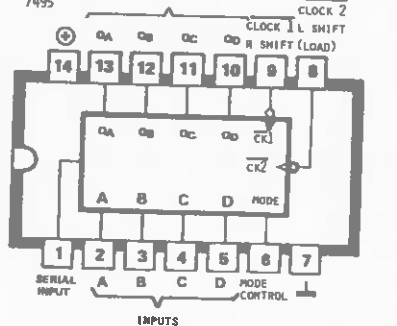 7495
CLOCK 2
CLOCK 1 L SHIFT
R SHIFT (LOAD)
⊕ QA QB QC QD
14 13 12 11 10 9 8
QA QB QC QD CK1
CK2
A B C D MODE
1 2 3 4 5 6 7
SERIAL INPUT
A B C D MODE CONTROL
INPUTS